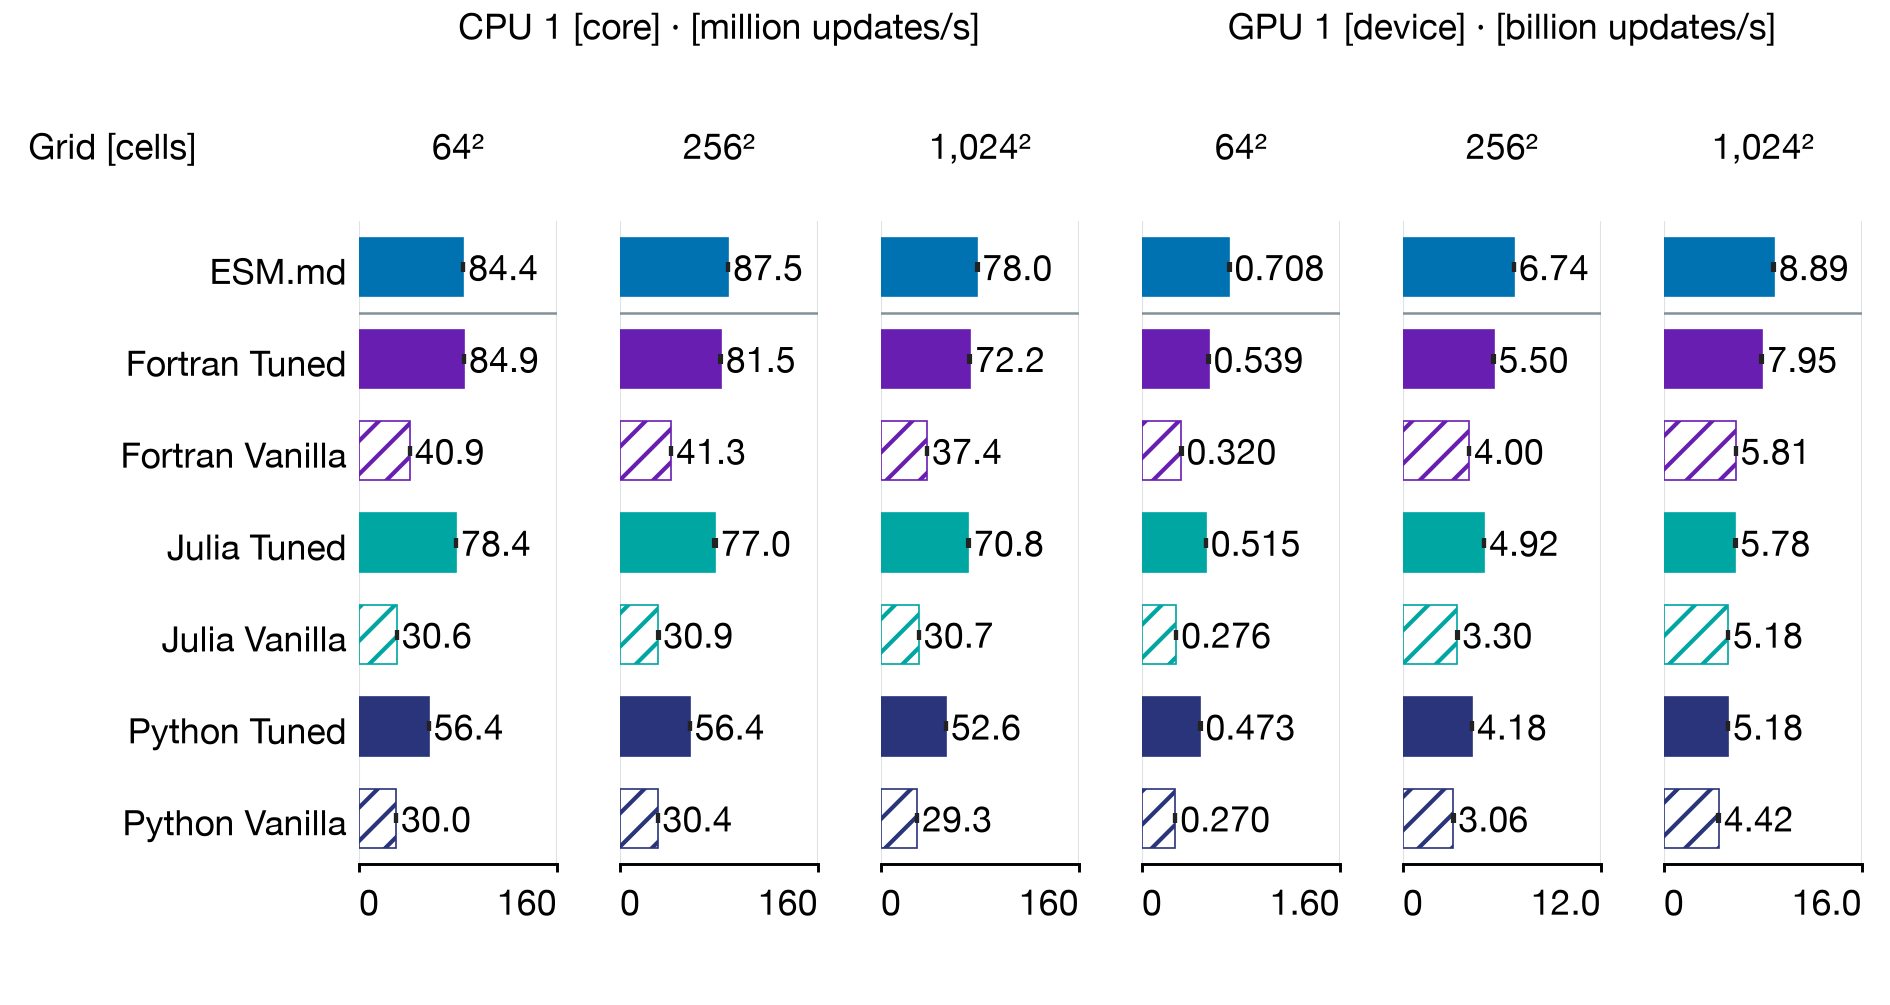 CPU 1 [core] · [million updates/s] GPU 1 [device] · [billion updates/s]
Grid [cells] 64² 256² 1,024² 64² 256² 1,024²
ESM.md 84.4 87.5 78.0 0.708 6.74 8.89
Fortran Tuned 84.9 81.5 72.2 0.539 5.50 7.95
Fortran Vanilla 40.9 41.3 37.4 0.320 4.00 5.81
Julia Tuned 78.4 77.0 70.8 0.515 4.92 5.78
Julia Vanilla 30.6 30.9 30.7 0.276 3.30 5.18
Python Tuned 56.4 56.4 52.6 0.473 4.18 5.18
Python Vanilla 30.0 30.4 29.3 0.270 3.06 4.42
0 160 0 160 0 160 0 1.60 0 12.0 0 16.0